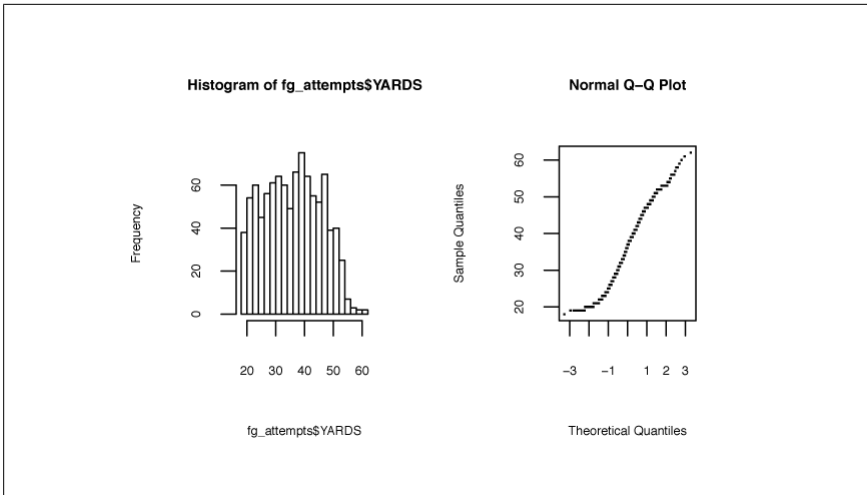 Histogram of fg_attempts$YARDS
Frequency
0
20
40
60
20 30 40 50 60
fg_attempts$YARDS
Normal Q−Q Plot
Sample Quantiles
20
30
40
50
60
−3 −1 1 2 3
Theoretical Quantiles